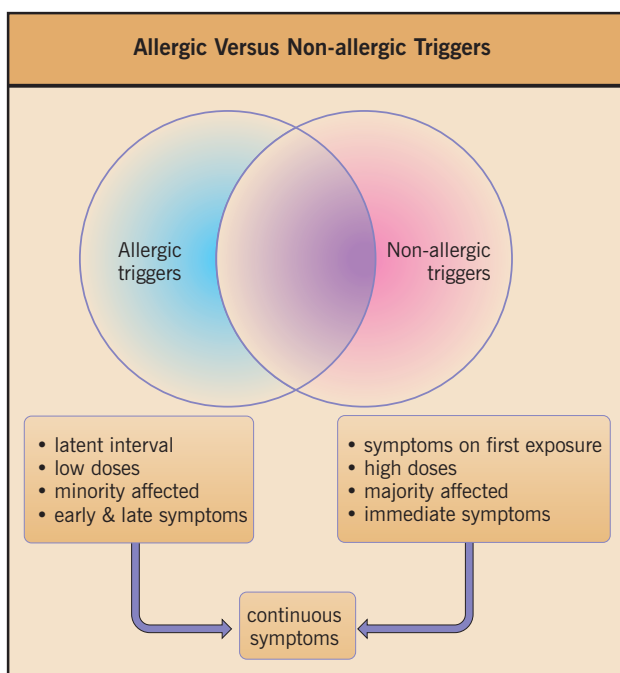 Allergic Versus Non-allergic Triggers
Allergic
triggers
Non-allergic
triggers
• latent interval
• low doses
• minority affected
• early & late symptoms
• symptoms on first exposure
• high doses
• majority affected
• immediate symptoms
continuous
symptoms